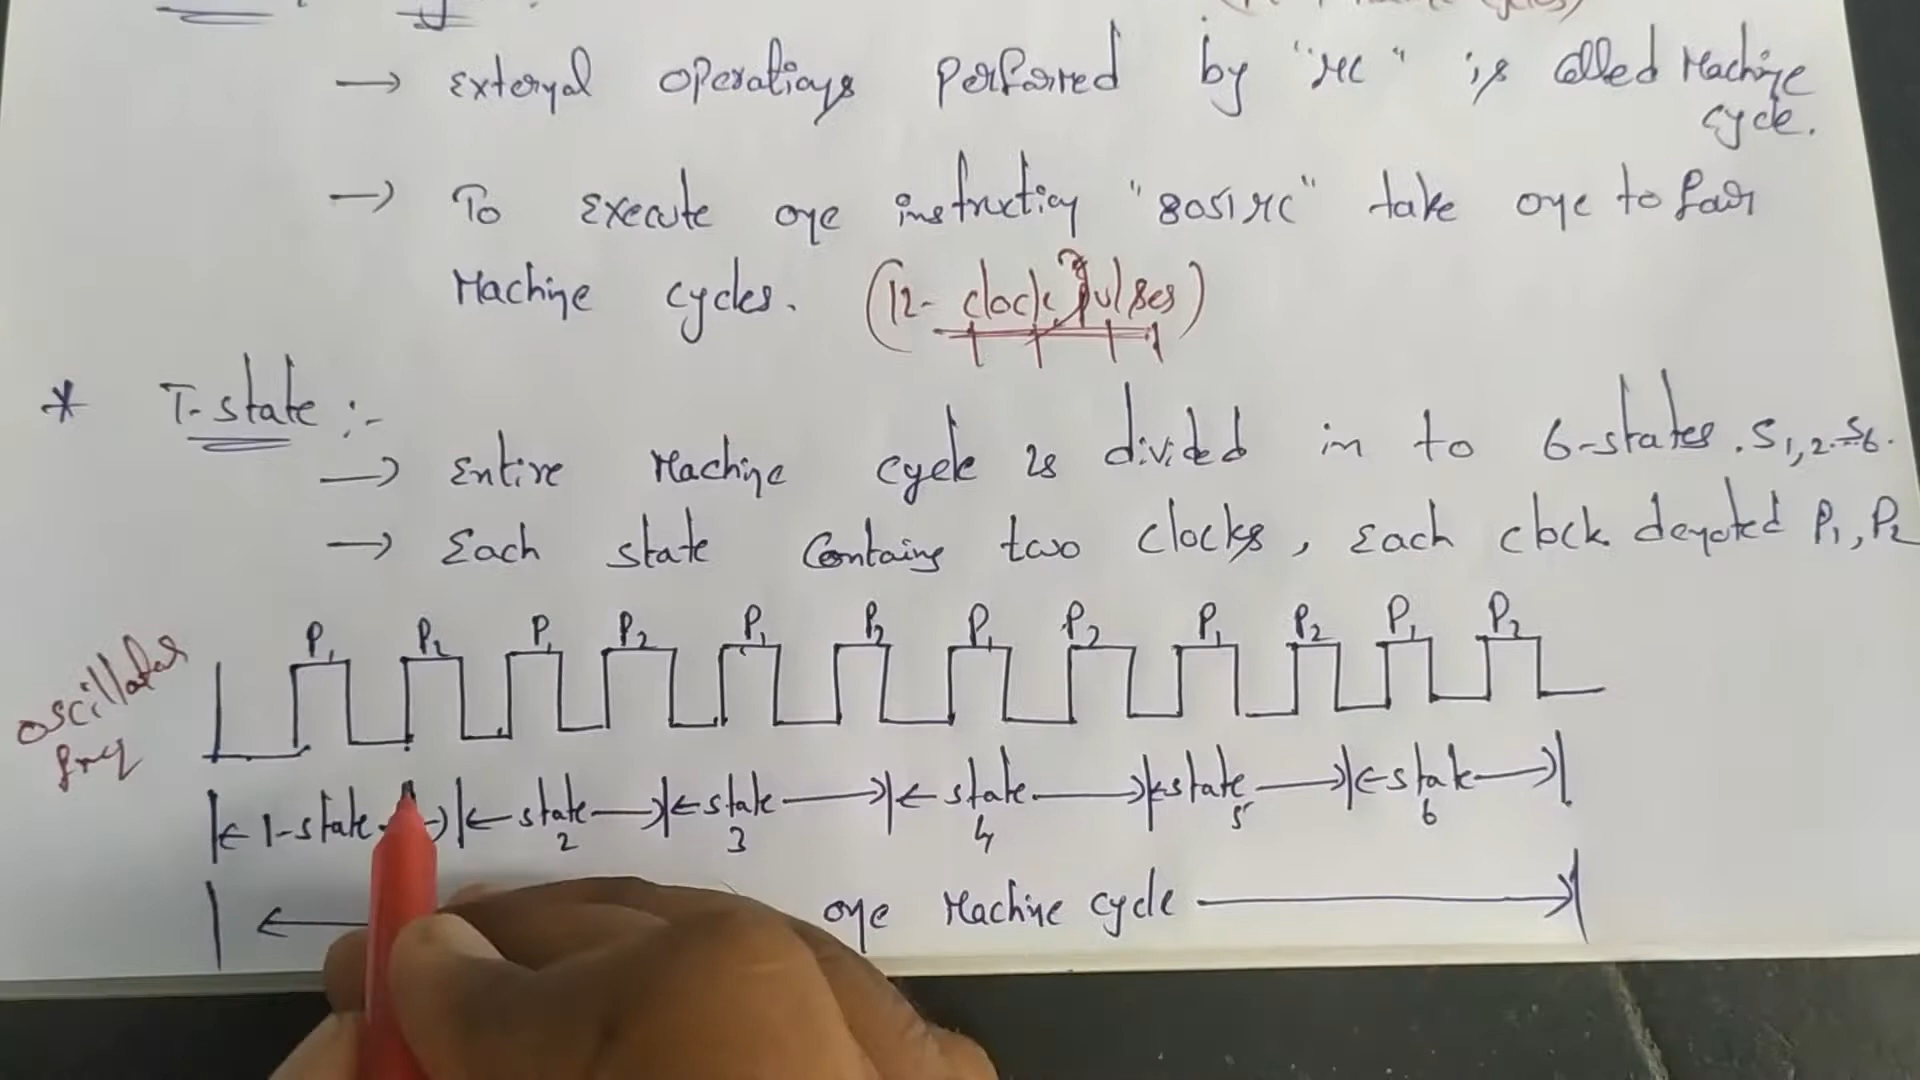 → External operations performed by "MC" is called Machine
cycle.
→ To Execute one instruction "8051 MC" take one to four
Machine cycles. (12- clock pulses)
* T-state :-
→ Entire Machine cycle is divided in to 6-states. S1,2..S6.
→ Each state Contains two clocks, Each clock denoted P1, P2
P1 P2 P1 P2 P1 P2 P1 P2 P1 P2 P1 P2
oscillator
freq
1-state state 2 state 3 state 4 state 5 state 6
one Machine cycle